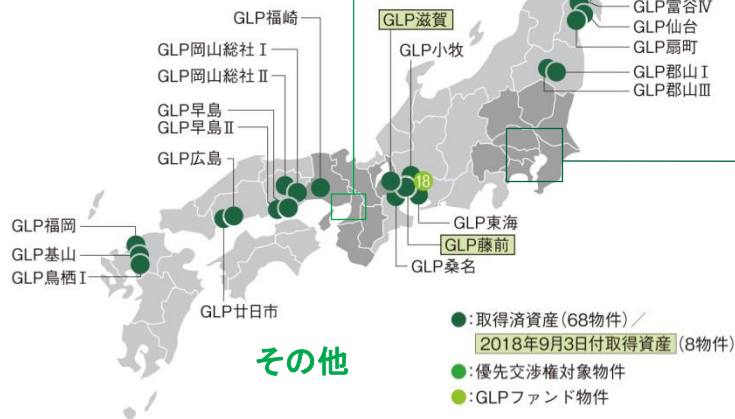 GLP富谷Ⅳ
GLP仙台
GLP扇町
GLP郡山Ⅰ
GLP郡山Ⅲ
GLP福崎
GLP滋賀
GLP岡山総社Ⅰ
GLP小牧
GLP岡山総社Ⅱ
GLP早島
GLP早島Ⅱ
GLP広島
18
GLP福岡
GLP東海
GLP藤前
GLP基山
GLP桑名
GLP鳥栖Ⅰ
GLP廿日市
その他
：取得済資産（68物件）／
2018年9月3日付取得資産（8物件）
：優先交渉権対象物件
：GLPファンド物件